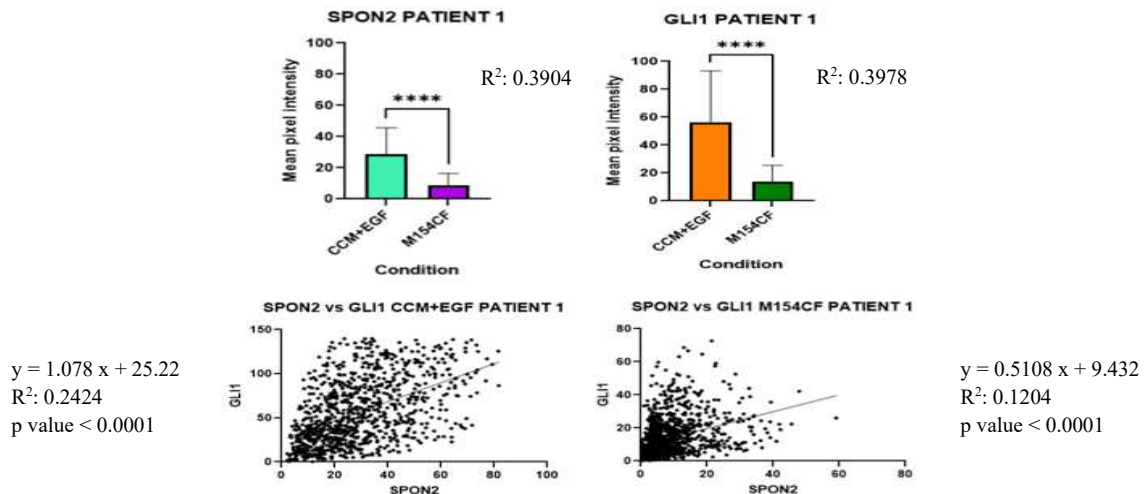 SPON2 PATIENT 1
100
80
60
40
20
0
Mean pixel intensity
****
CCM+EGF
M154CF
Condition
R²: 0.3904
GLI1 PATIENT 1
100
80
60
40
20
0
Mean pixel intensity
****
CCM+EGF
M154CF
Condition
R²: 0.3978
y = 1.078 x + 25.22
R²: 0.2424
p value < 0.0001
SPON2 vs GLI1 CCM+EGF PATIENT 1
150
100
50
0
GLI1
0 20 40 60 80 100
SPON2
SPON2 vs GLI1 M154CF PATIENT 1
80
60
40
20
0
GLI1
0 20 40 60 80
SPON2
y = 0.5108 x + 9.432
R²: 0.1204
p value < 0.0001